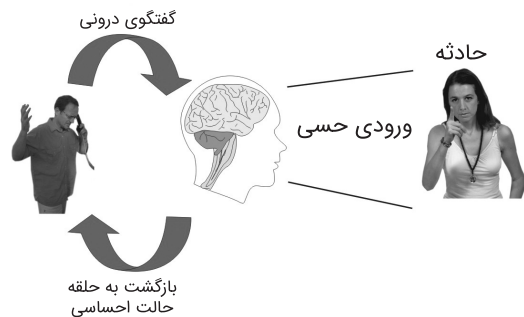 گفتگوی درونی
حادثه
ورودی حسی
بازگشت به حلقه
حالت احساسی